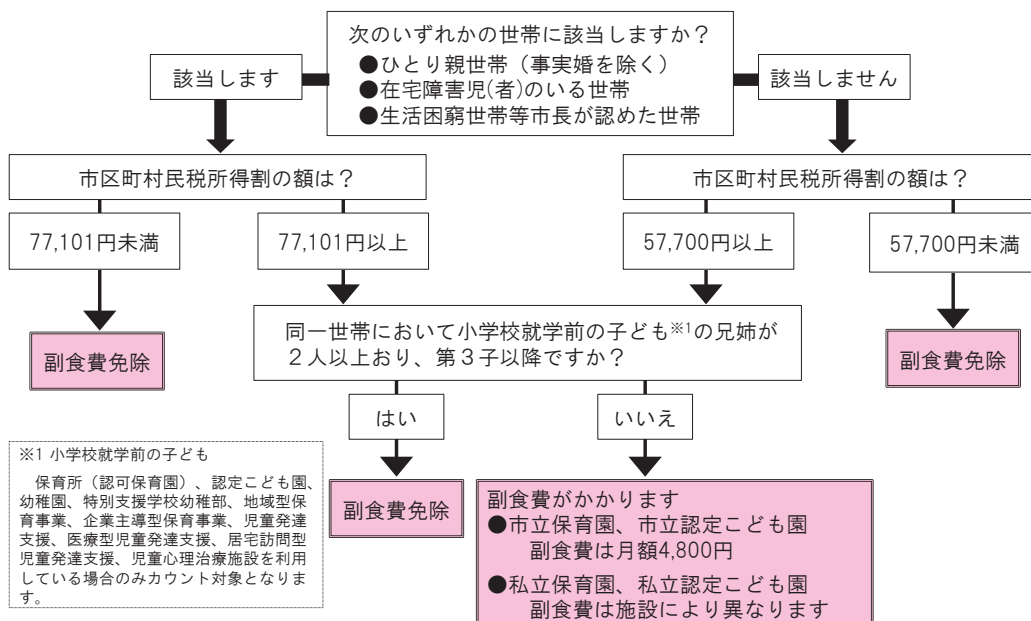 次のいずれかの世帯に該当しますか？
●ひとり親世帯（事実婚を除く）
●在宅障害児(者)のいる世帯
●生活困窮世帯等市長が認めた世帯
該当します
該当しません
市区町村民税所得割の額は？
市区町村民税所得割の額は？
77,101円未満
77,101円以上
57,700円以上
57,700円未満
副食費免除
同一世帯において小学校就学前の子ども※1の兄姉が
２人以上おり、第３子以降ですか？
副食費免除
はい
いいえ
※1 小学校就学前の子ども
保育所（認可保育園）、認定こども園、
幼稚園、特別支援学校幼稚部、地域型保
育事業、企業主導型保育事業、児童発達
支援、医療型児童発達支援、居宅訪問型
児童発達支援、児童心理治療施設を利用
している場合のみカウント対象となりま
す。
副食費免除
副食費がかかります
●市立保育園、市立認定こども園
副食費は月額4,800円
●私立保育園、私立認定こども園
副食費は施設により異なります